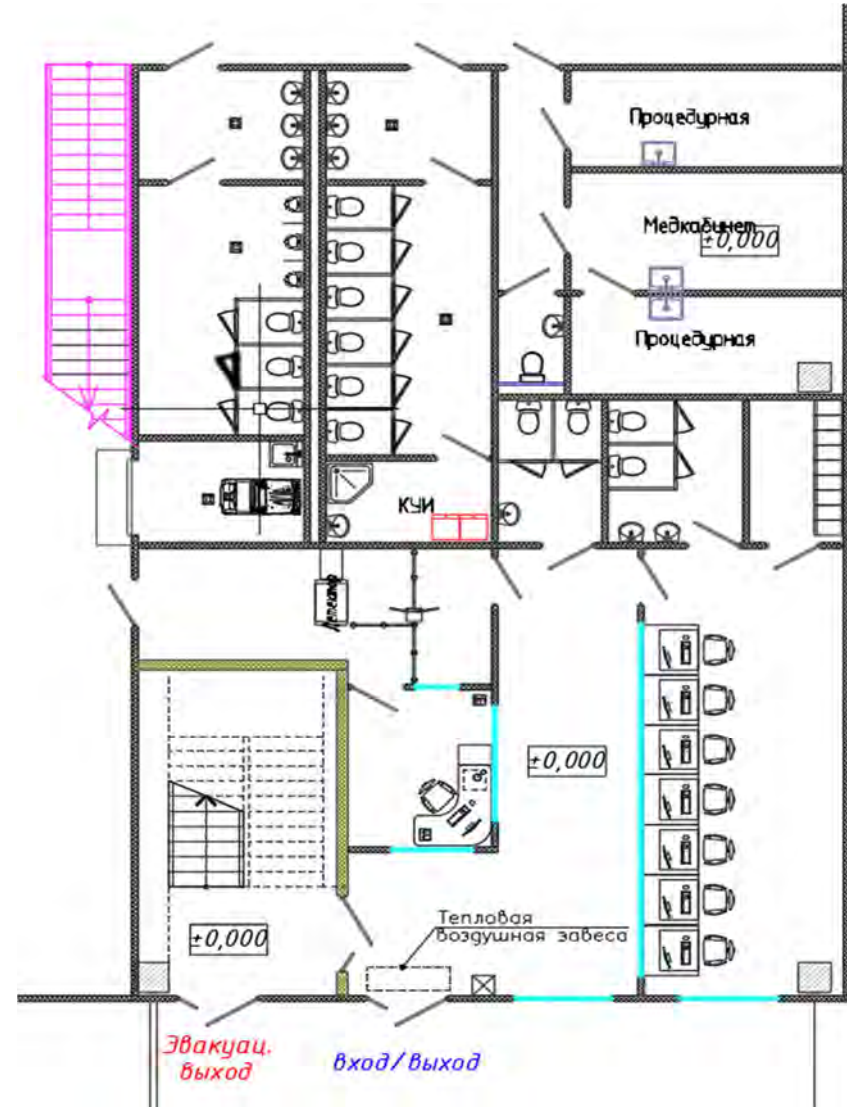 Процедурная
Медкабинет
±0,000
Процедурная
КУИ
±0,000
±0,000
Тепловая
воздушная завеса
Эвакуац.
выход
вход/выход